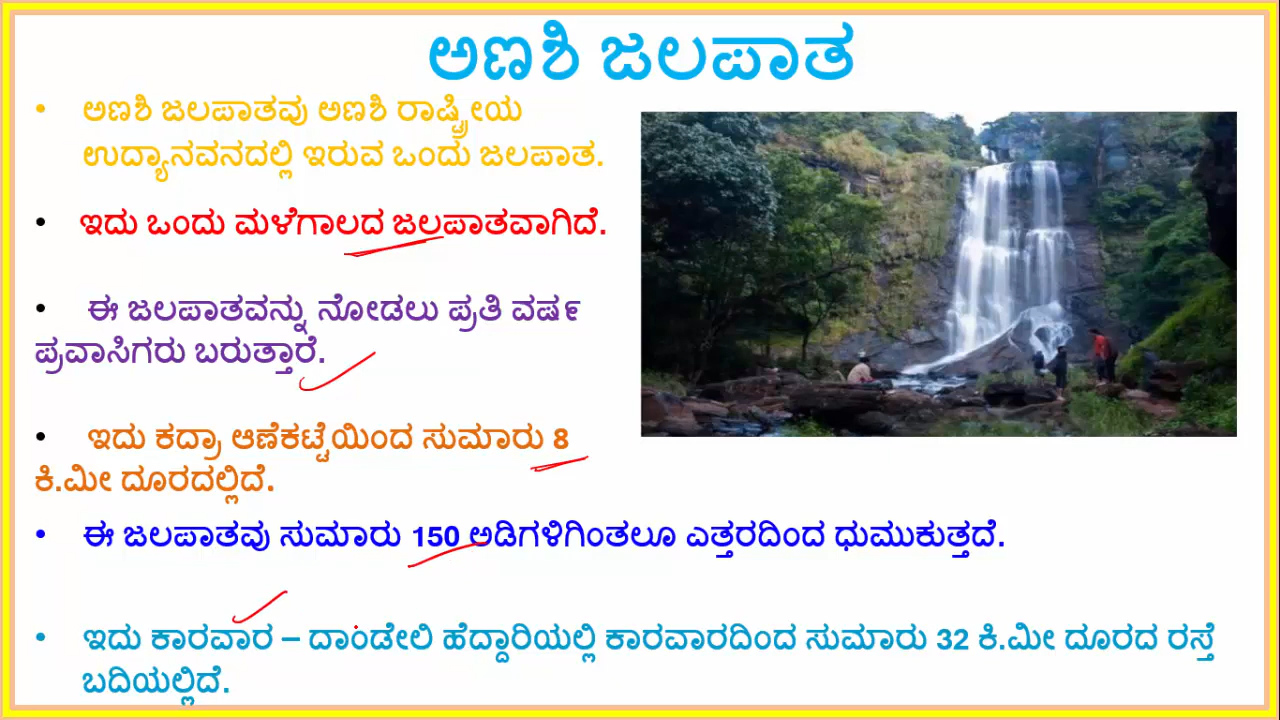 ಅಣಶಿ ಜಲಪಾತ
• ಅಣಶಿ ಜಲಪಾತವು ಅಣಶಿ ರಾಷ್ಟ್ರೀಯ
ಉದ್ಯಾನವನದಲ್ಲಿ ಇರುವ ಒಂದು ಜಲಪಾತ.
• ಇದು ಒಂದು ಮಳೆಗಾಲದ ಜಲಪಾತವಾಗಿದೆ.
• ಈ ಜಲಪಾತವನ್ನು ನೋಡಲು ಪ್ರತಿ ವರ್ಷ
ಪ್ರವಾಸಿಗರು ಬರುತ್ತಾರೆ.
• ಇದು ಕದ್ರಾ ಆಣೆಕಟ್ಟೆಯಿಂದ ಸುಮಾರು 8
ಕಿ.ಮೀ ದೂರದಲ್ಲಿದೆ.
• ಈ ಜಲಪಾತವು ಸುಮಾರು 150 ಅಡಿಗಳಿಗಿಂತಲೂ ಎತ್ತರದಿಂದ ಧುಮುಕುತ್ತದೆ.
• ಇದು ಕಾರವಾರ – ದಾಂಡೇಲಿ ಹೆದ್ದಾರಿಯಲ್ಲಿ ಕಾರವಾರದಿಂದ ಸುಮಾರು 32 ಕಿ.ಮೀ ದೂರದ ರಸ್ತೆ
ಬದಿಯಲ್ಲಿದೆ.